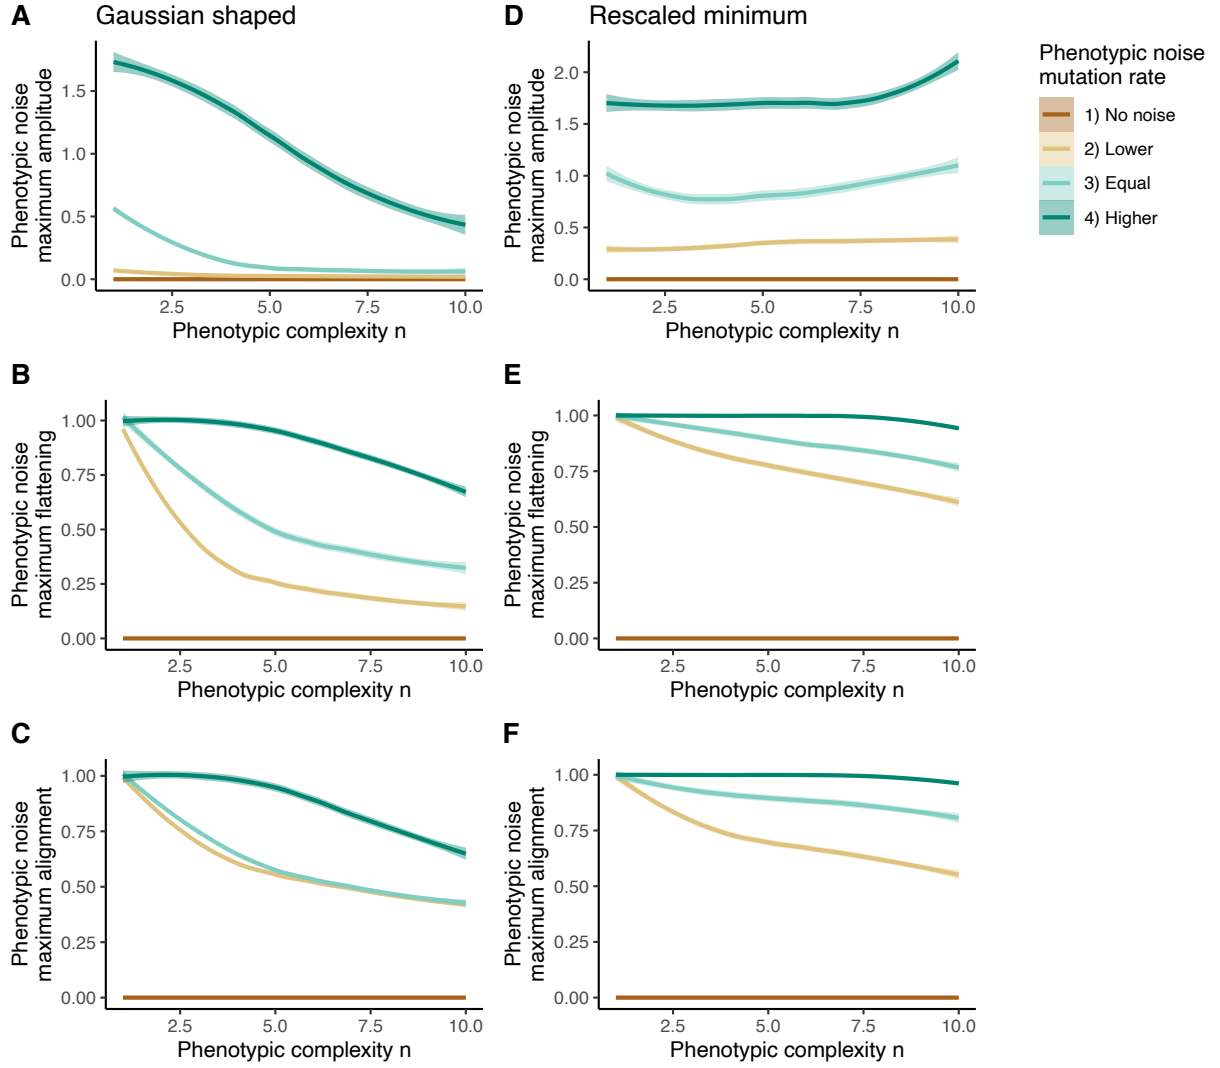 A Gaussian shaped
Phenotypic noise
maximum amplitude
1.5
1.0
0.5
0.0
2.5 5.0 7.5 10.0
Phenotypic complexity n
D Rescaled minimum
Phenotypic noise
maximum amplitude
2.0
1.5
1.0
0.5
0.0
2.5 5.0 7.5 10.0
Phenotypic complexity n
Phenotypic noise
mutation rate
1) No noise
2) Lower
3) Equal
4) Higher
B
Phenotypic noise
maximum flattening
1.00
0.75
0.50
0.25
0.00
2.5 5.0 7.5 10.0
Phenotypic complexity n
E
Phenotypic noise
maximum flattening
1.00
0.75
0.50
0.25
0.00
2.5 5.0 7.5 10.0
Phenotypic complexity n
C
Phenotypic noise
maximum alignment
1.00
0.75
0.50
0.25
0.00
2.5 5.0 7.5 10.0
Phenotypic complexity n
F
Phenotypic noise
maximum alignment
1.00
0.75
0.50
0.25
0.00
2.5 5.0 7.5 10.0
Phenotypic complexity n